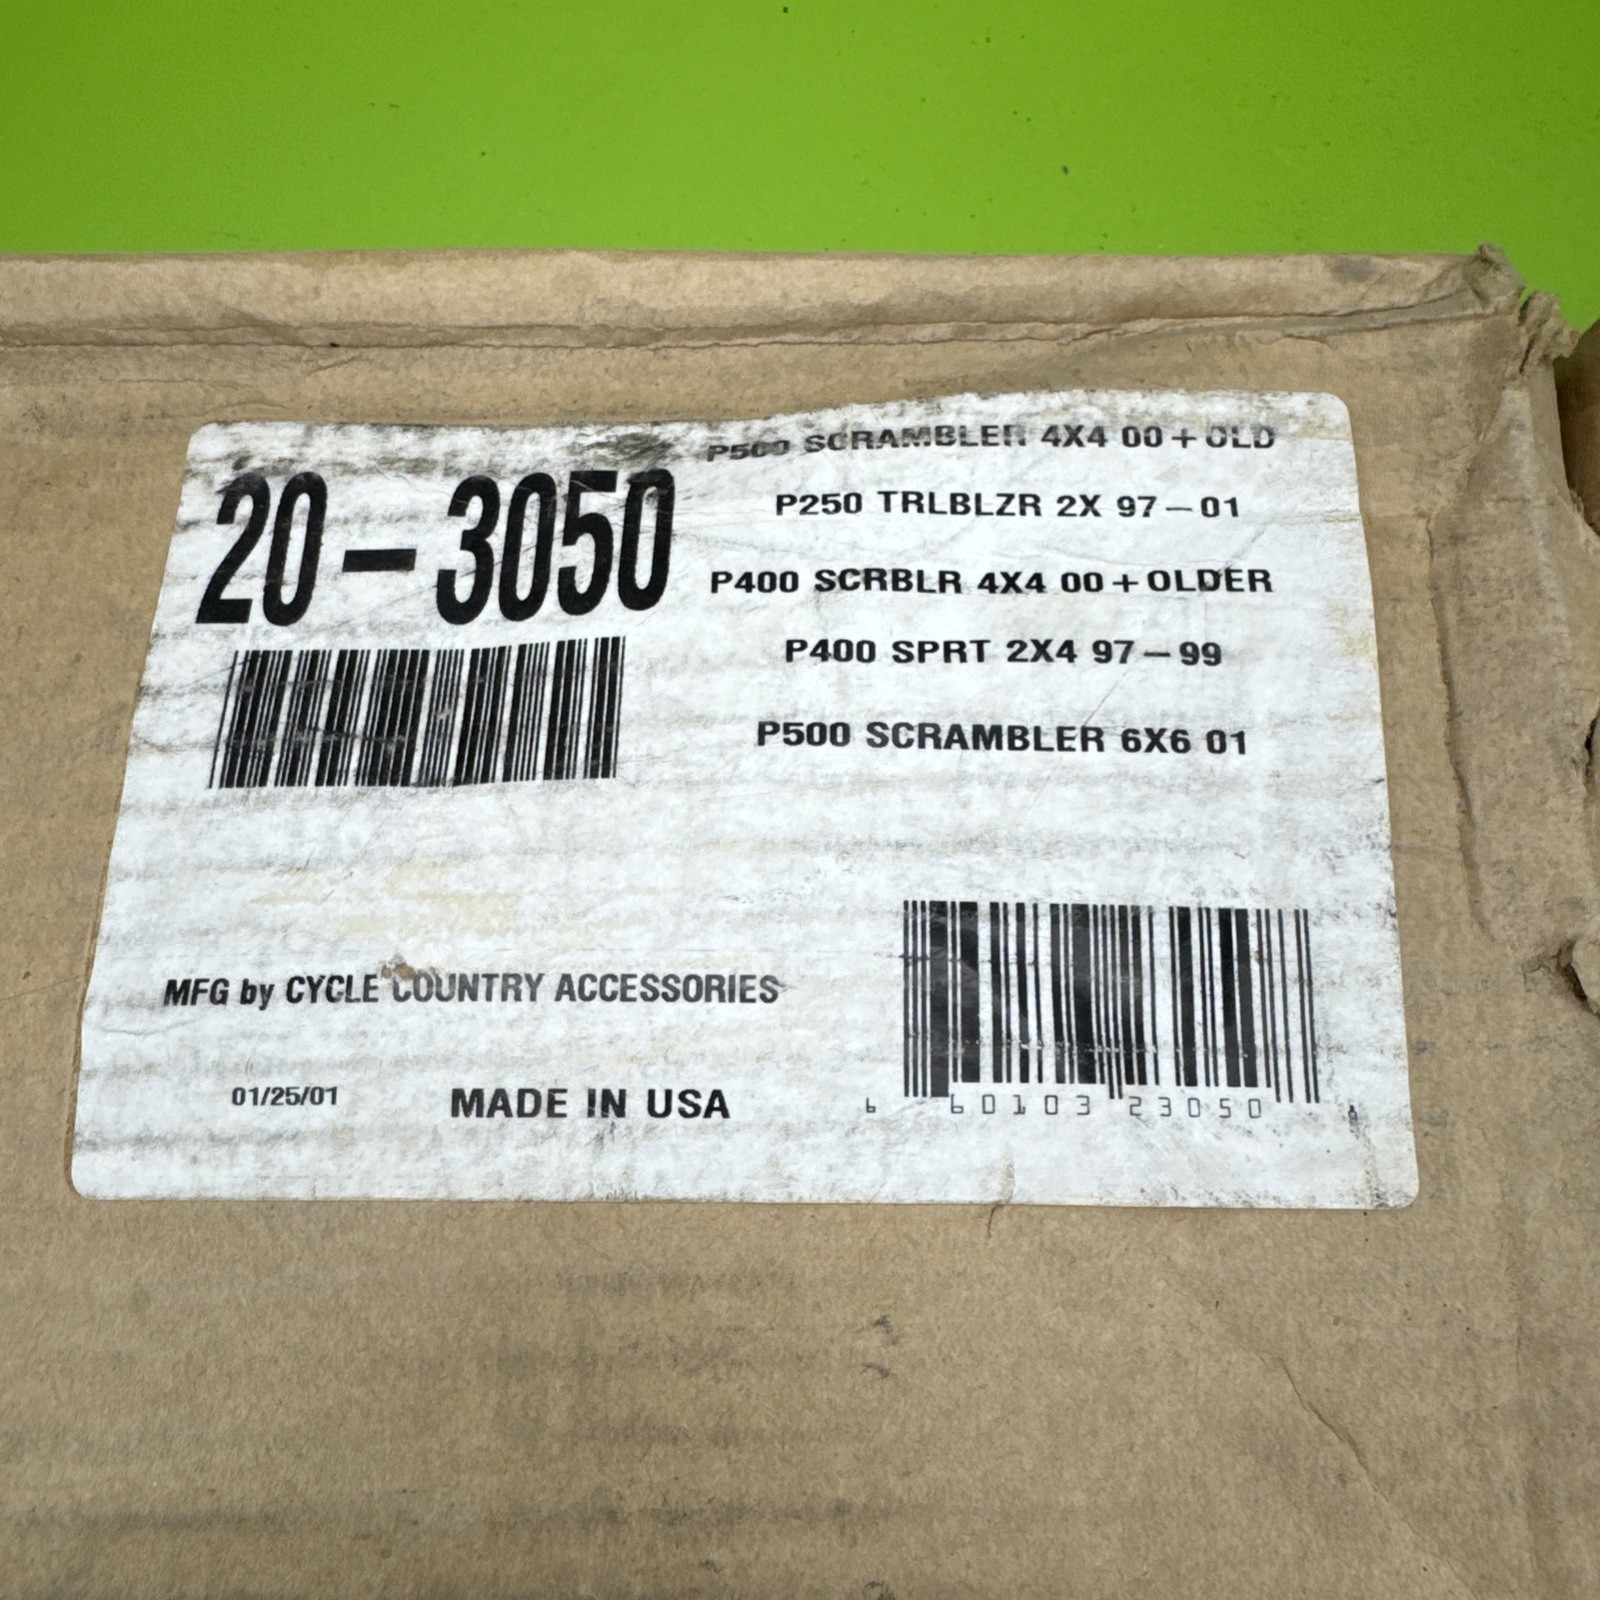 20-3050
P500 SCRAMBLER 4X4 00+OLD
P250 TRLBLZR 2X 97-01
P400 SCRBLR 4X4 00+OLDER
P400 SPRT 2X4 97-99
P500 SCRAMBLER 6X6 01
MFG by CYCLE COUNTRY ACCESSORIES
01/25/01
MADE IN USA
6 60103 23050